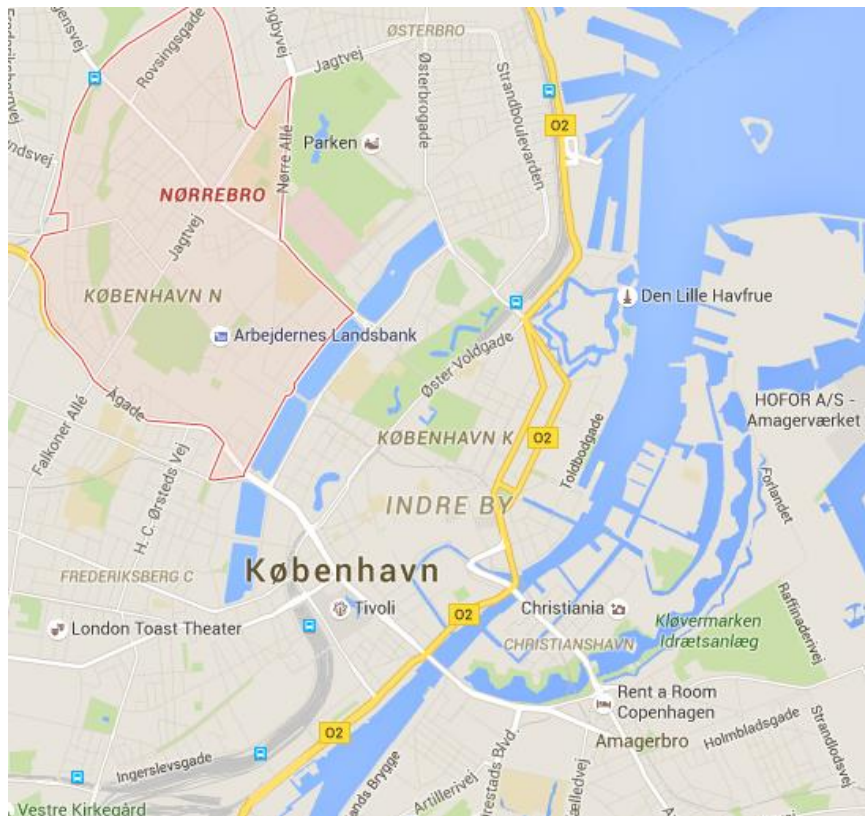 Rovsingsgade
Jagtvej
ØSTERBRO
Østerbrogade
Strandboulevarden
O2
Parken
Nørre Allé
NØRREBRO
Jagtvej
KØBENHAVN N
Den Lille Havfrue
Arbejdernes Landsbank
Øster Voldgade
Ågade
Falkoner Allé
HOFOR A/S -
Amagerværket
KØBENHAVN K
O2
H. C. Ørsteds Vej
Toldbodgade
Forlandet
INDRE BY
FREDERIKSBERG C
København
Tivoli
O2
Christiania
Kløvermarken
Idrætsanlæg
Raffinaderivej
London Toast Theater
CHRISTIANSHAVN
Rent a Room
Copenhagen
O2
Amagerbro
Holmbladsgade
Strandlodsvej
Ingerslevsgade
Artillerivej
Vestre Kirkegård